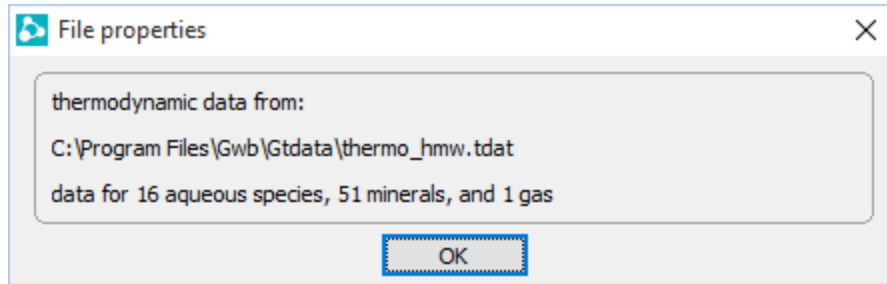 File properties
thermodynamic data from:
C:\Program Files\Gwb\Gtdata\thermo_hmw.tdat
data for 16 aqueous species, 51 minerals, and 1 gas
OK